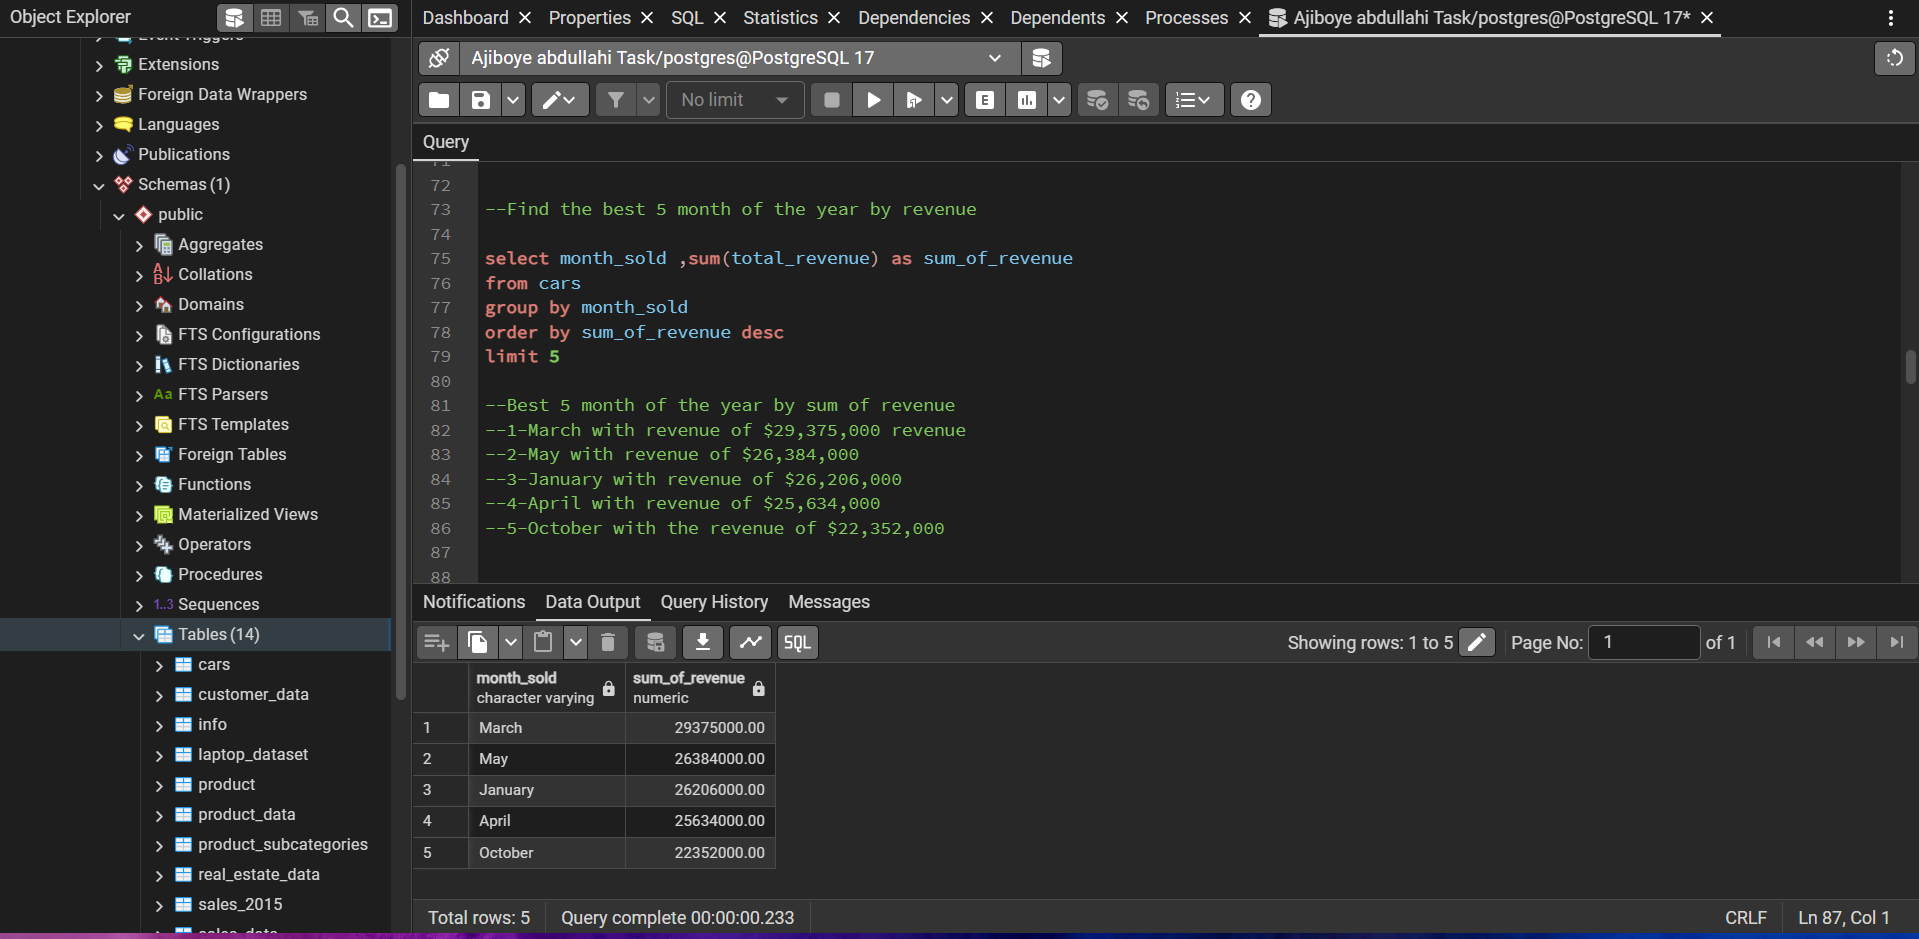 Object Explorer
Event Triggers
Extensions
Foreign Data Wrappers
Languages
Publications
Schemas (1)
public
Aggregates
Collations
Domains
FTS Configurations
FTS Dictionaries
Aa FTS Parsers
FTS Templates
Foreign Tables
Functions
Materialized Views
Operators
Procedures
1..3 Sequences
Tables (14)
cars
customer_data
info
laptop_dataset
product
product_data
product_subcategories
real_estate_data
sales_2015
sales_data
Dashboard Properties SQL Statistics Dependencies Dependents Processes Ajiboye abdullahi Task/postgres@PostgreSQL 17*
Ajiboye abdullahi Task/postgres@PostgreSQL 17
No limit E
Query
71
72
73 --Find the best 5 month of the year by revenue
74
75 select month_sold ,sum(total_revenue) as sum_of_revenue
76 from cars
77 group by month_sold
78 order by sum_of_revenue desc
79 limit 5
80
81 --Best 5 month of the year by sum of revenue
82 --1-March with revenue of $29,375,000 revenue
83 --2-May with revenue of $26,384,000
84 --3-January with revenue of $26,206,000
85 --4-April with revenue of $25,634,000
86 --5-October with the revenue of $22,352,000
87
88
Notifications Data Output Query History Messages
SQL Showing rows: 1 to 5 Page No: 1 of 1
month_sold sum_of_revenue
character varying numeric
1 March 29375000.00
2 May 26384000.00
3 January 26206000.00
4 April 25634000.00
5 October 22352000.00
Total rows: 5 Query complete 00:00:00.233 CRLF Ln 87, Col 1